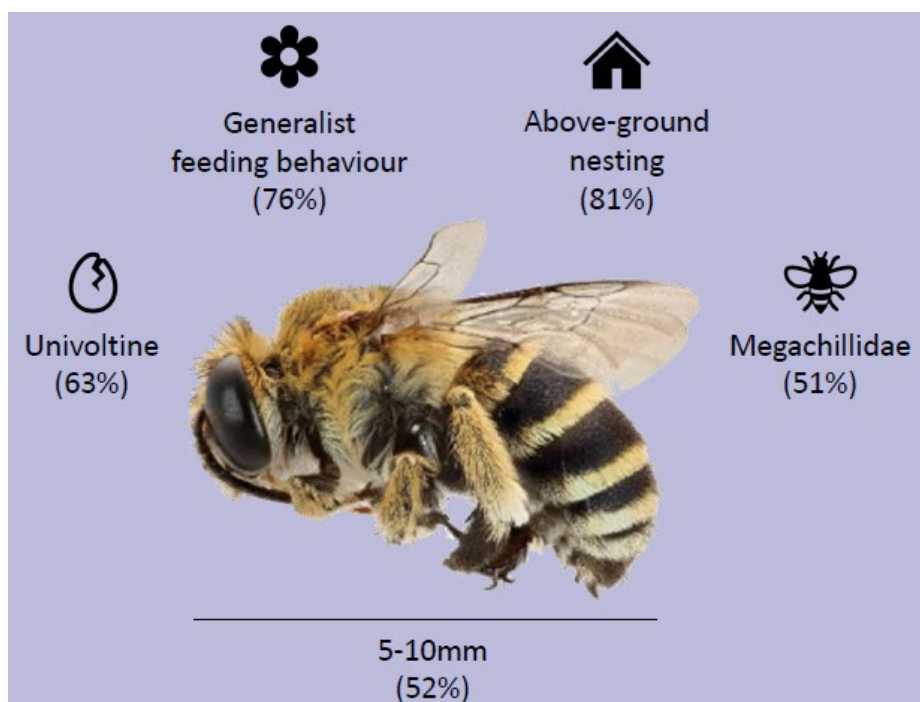 Generalist
feeding behaviour
(76%)
Above-ground
nesting
(81%)
Univoltine
(63%)
Megachillidae
(51%)
5-10mm
(52%)